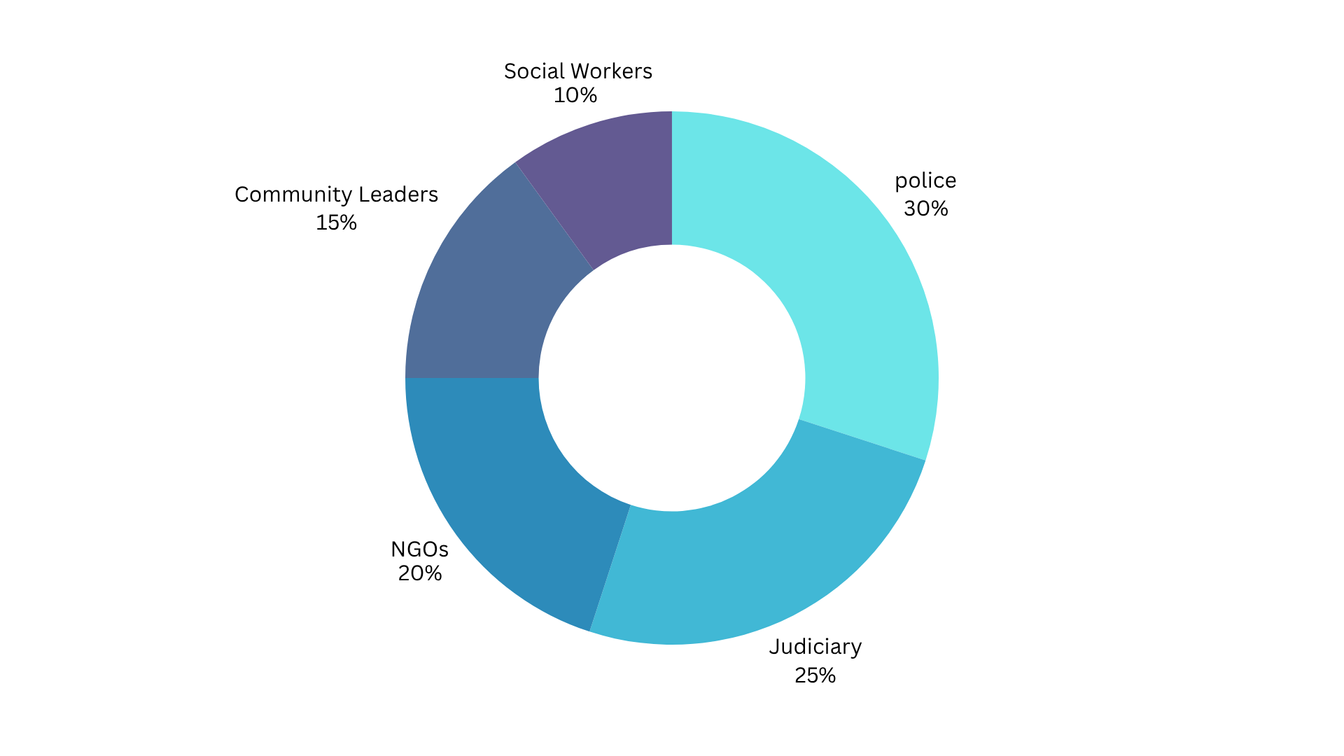 Social Workers
10%
police
30%
Community Leaders
15%
NGOs
20%
Judiciary
25%